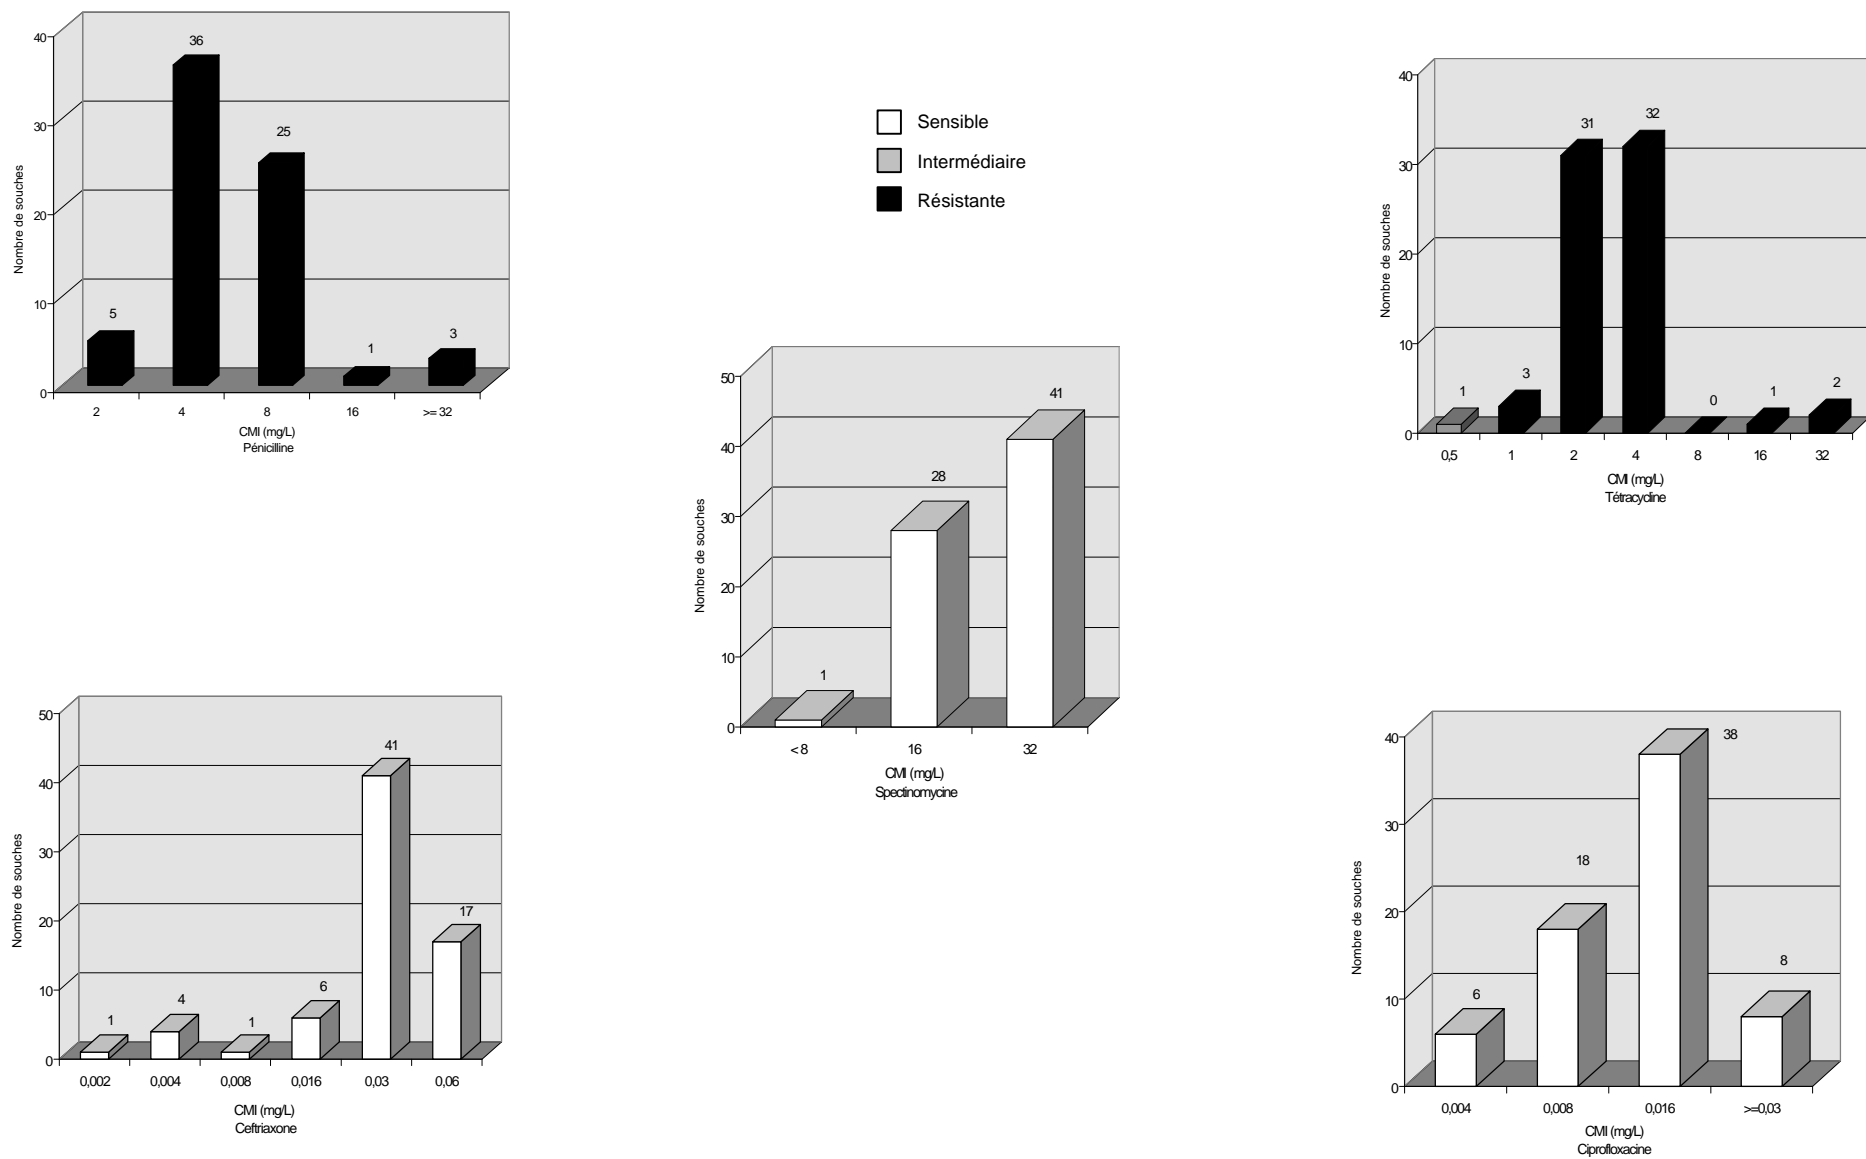 40
30
20
10
0
Nombre de souches
5
36
25
1
3
2 4 8 16 >= 32
CMI (mg/L)
Pénicilline
Sensible
Intermédiaire
Résistante
40
30
20
10
0
Nombre de souches
1
3
31
32
0
1
2
0,5 1 2 4 8 16 32
CMI (mg/L)
Tétracycline
50
40
30
20
10
0
Nombre de souches
1
28
41
< 8 16 32
CMI (mg/L)
Spectinomycine
50
40
30
20
10
0
Nombre de souches
1
4
1
6
41
17
0,002 0,004 0,008 0,016 0,03 0,06
CMI (mg/L)
Ceftriaxone
40
30
20
10
0
Nombre de souches
6
18
38
8
0,004 0,008 0,016 >=0,03
CMI (mg/L)
Ciprofloxacine